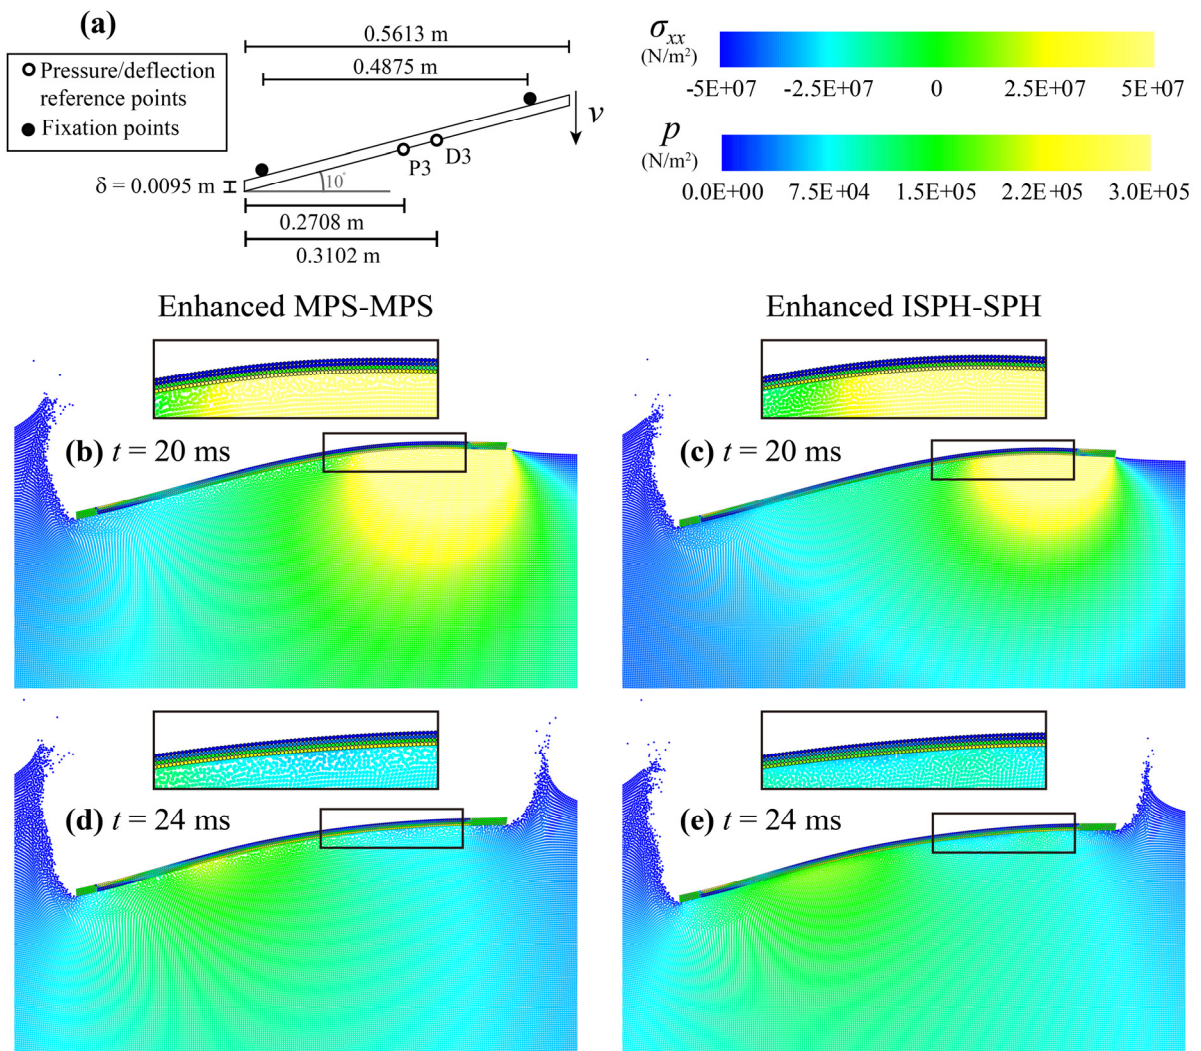 (a)
Pressure/deflection
reference points
Fixation points
0.5613 m
0.4875 m
v
P3
D3
δ = 0.0095 m
10°
0.2708 m
0.3102 m
σxx
(N/m²)
-5E+07 -2.5E+07 0 2.5E+07 5E+07
p
(N/m²)
0.0E+00 7.5E+04 1.5E+05 2.2E+05 3.0E+05
Enhanced MPS-MPS
Enhanced ISPH-SPH
(b) t = 20 ms
(c) t = 20 ms
(d) t = 24 ms
(e) t = 24 ms